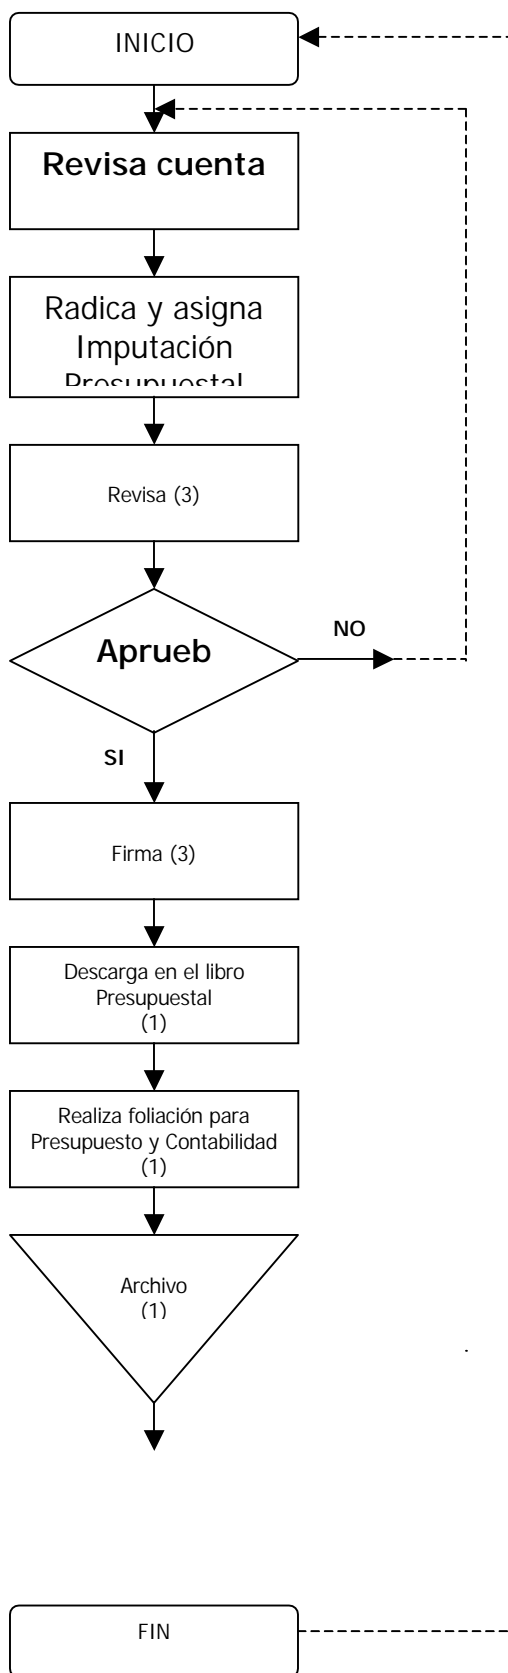 INICIO
Revisa cuenta
Radica y asigna
Imputación
Presupuestal
Revisa (3)
Aprueb
NO
SI
Firma (3)
Descarga en el libro
Presupuestal
(1)
Realiza foliación para
Presupuesto y Contabilidad
(1)
Archivo
(1)
.
FIN